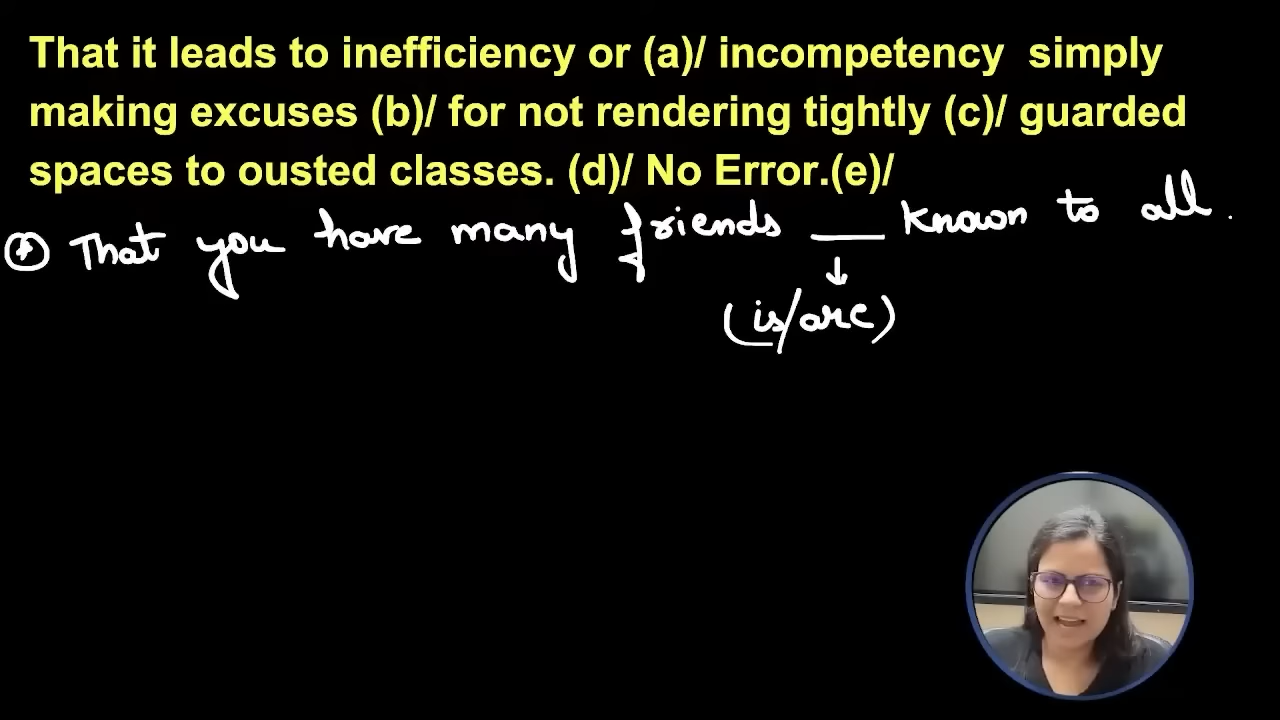 That it leads to inefficiency or (a)/ incompetency  simply
making excuses (b)/ for not rendering tightly (c)/ guarded
spaces to ousted classes. (d)/ No Error.(e)/
* That you have many friends __ known to all.
↓
(is/are)